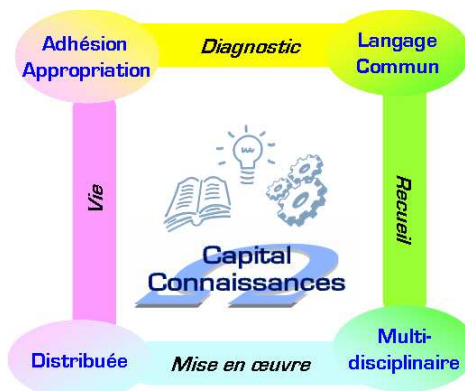 Adhésion
Appropriation
Diagnostic
Langage
Commun
Vie
Recueil
Capital
Connaissances
Distribuée
Mise en œuvre
Multi-
disciplinaire